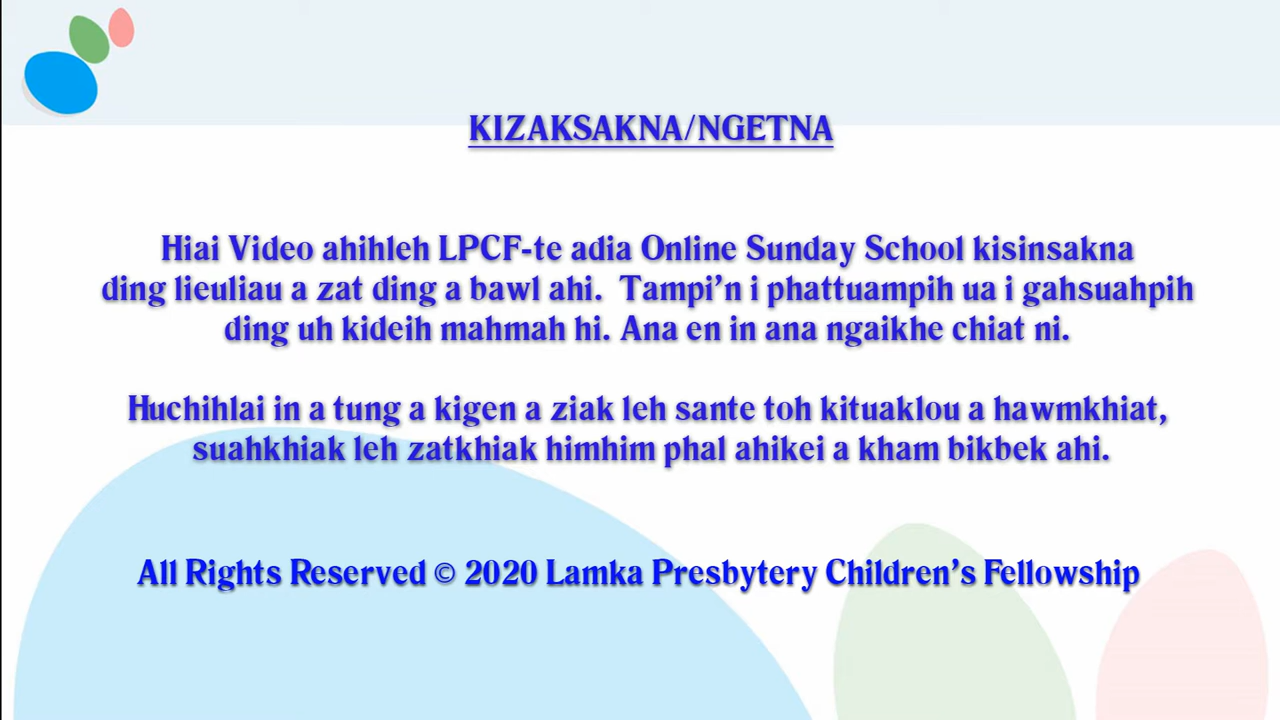 KIZAKSAKNA/NGETNA
Hiai Video ahihleh LPCF-te adia Online Sunday School kisinsakna
ding lieuliau a zat ding a bawl ahi.  Tampi'n i phattuampih ua i gahsuahpih
ding uh kideih mahmah hi. Ana en in ana ngaikhe chiat ni.
Huchihlai in a tung a kigen a ziak leh sante toh kituaklou a hawmkhiat,
suahkhiak leh zatkhiak himhim phal ahikei a kham bikbek ahi.
All Rights Reserved © 2020 Lamka Presbytery Children's Fellowship